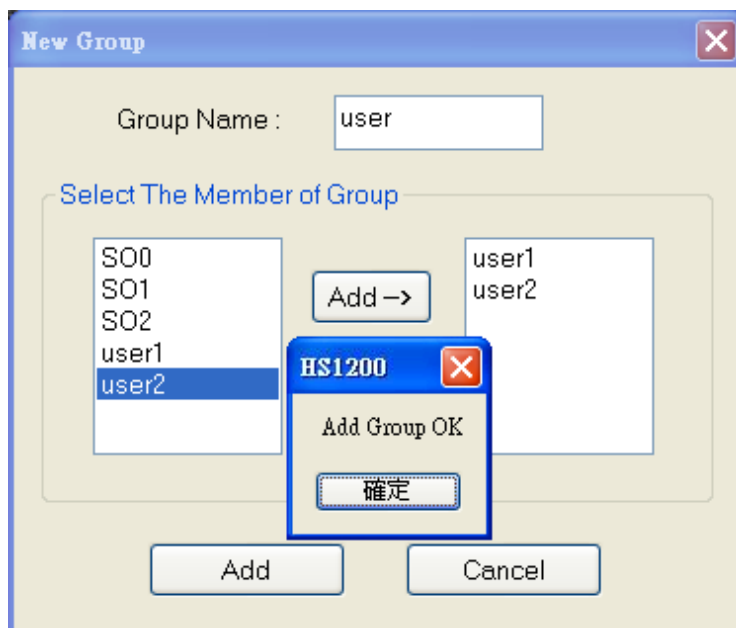 New Group
Group Name :
user
Select The Member of Group
SO0
SO1
SO2
user1
user2
Add ->
user1
user2
HS1200
Add Group OK
確定
Add
Cancel